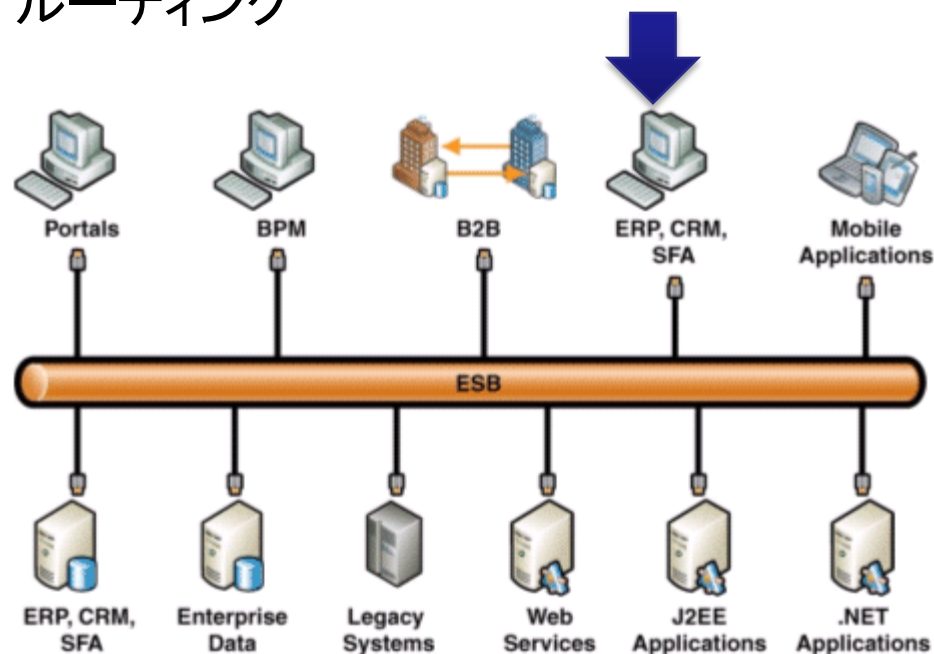 ルーティング
Portals
BPM
B2B
ERP, CRM,
SFA
Mobile
Applications
ESB
ERP, CRM,
SFA
Enterprise
Data
Legacy
Systems
Web
Services
J2EE
Applications
.NET
Applications